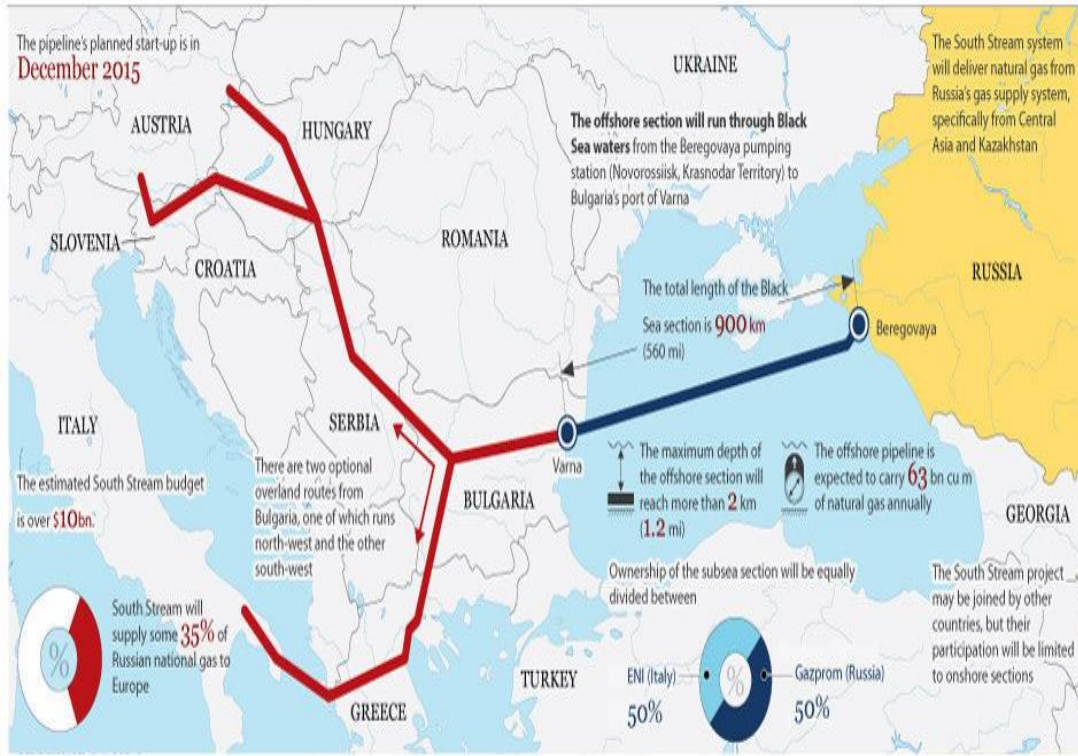 The pipeline's planned start-up is in
December 2015
AUSTRIA
HUNGARY
UKRAINE
The offshore section will run through Black
Sea waters from the Beregovaya pumping
station (Novorossiisk, Krasnodar Territory) to
Bulgaria's port of Varna
The South Stream system
will deliver natural gas from
Russia's gas supply system,
specifically from Central
Asia and Kazakhstan
SLOVENIA
CROATIA
ROMANIA
RUSSIA
The total length of the Black
Sea section is 900 km
(560 mi)
Beregovaya
ITALY
SERBIA
Varna
BULGARIA
GEORGIA
The estimated South Stream budget
is over $10bn.
There are two optional
overland routes from
Bulgaria, one of which runs
north-west and the other
south-west
The maximum depth of
the offshore section will
reach more than 2 km
(1.2 mi)
The offshore pipeline is
expected to carry 63 bn cu m
of natural gas annually
%
South Stream will
supply some 35% of
Russian national gas to
Europe
GREECE
TURKEY
Ownership of the subsea section will be equally
divided between
ENI (Italy)
50%
%
Gazprom (Russia)
50%
The South Stream project
may be joined by other
countries, but their
participation will be limited
to onshore sections